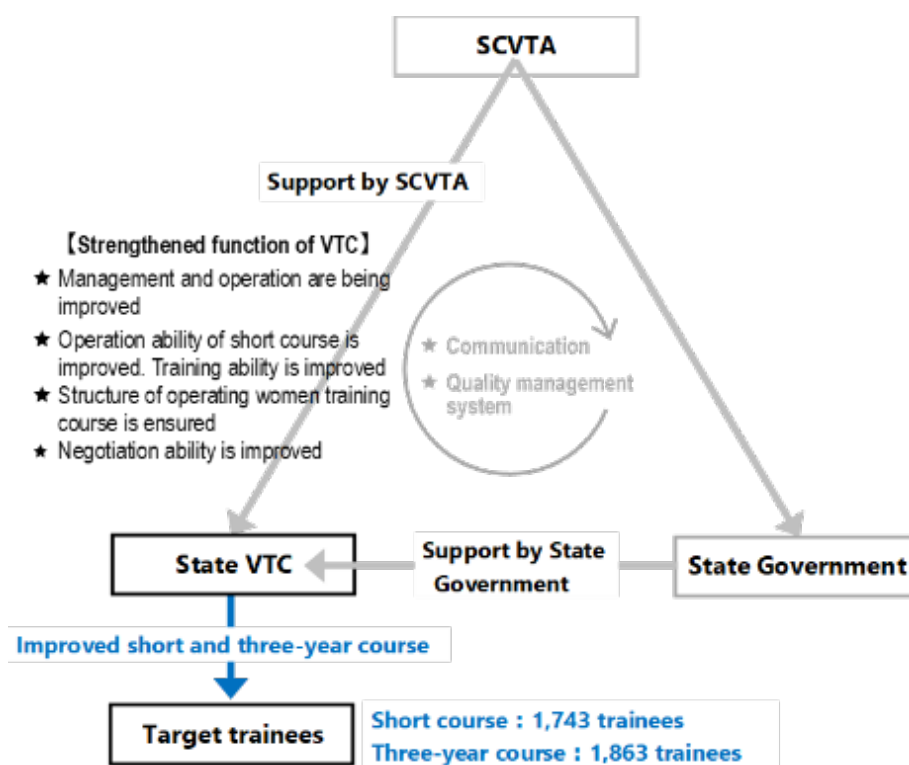 SCVTA
Support by SCVTA
【Strengthened function of VTC】
★ Management and operation are being
improved
★ Operation ability of short course is
improved. Training ability is improved
★ Structure of operating women training
course is ensured
★ Negotiation ability is improved
★ Communication
★ Quality management
system
State VTC
Support by State
Government
State Government
Improved short and three-year course
Target trainees
Short course : 1,743 trainees
Three-year course : 1,863 trainees